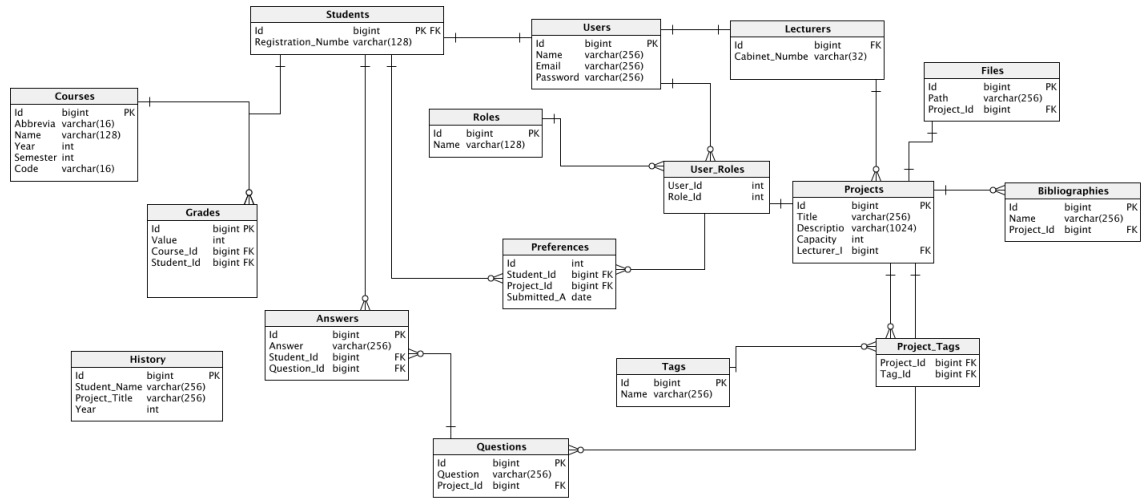 Students
Id bigint PK FK
Registration_Numbe varchar(128)
Users
Id bigint PK
Name varchar(256)
Email varchar(256)
Password varchar(256)
Lecturers
Id bigint FK
Cabinet_Numbe varchar(32)
Files
Id bigint PK
Path varchar(256)
Project_Id bigint FK
Courses
Id bigint PK
Abbrevia varchar(16)
Name varchar(128)
Year int
Semester int
Code varchar(16)
Roles
Id bigint PK
Name varchar(128)
User_Roles
User_Id int
Role_Id int
Projects
Id bigint PK
Title varchar(256)
Descriptio varchar(1024)
Capacity int
Lecturer_I bigint FK
Bibliographies
Id bigint PK
Name varchar(256)
Project_Id bigint FK
Grades
Id bigint PK
Value int
Course_Id bigint FK
Student_Id bigint FK
Preferences
Id int
Student_Id bigint FK
Project_Id bigint FK
Submitted_A date
Answers
Id bigint PK
Answer varchar(256)
Student_Id bigint FK
Question_Id bigint FK
Project_Tags
Project_Id bigint FK
Tag_Id bigint FK
History
Id bigint PK
Student_Name varchar(256)
Project_Title varchar(256)
Year int
Tags
Id bigint PK
Name varchar(256)
Questions
Id bigint PK
Question varchar(256)
Project_Id bigint FK